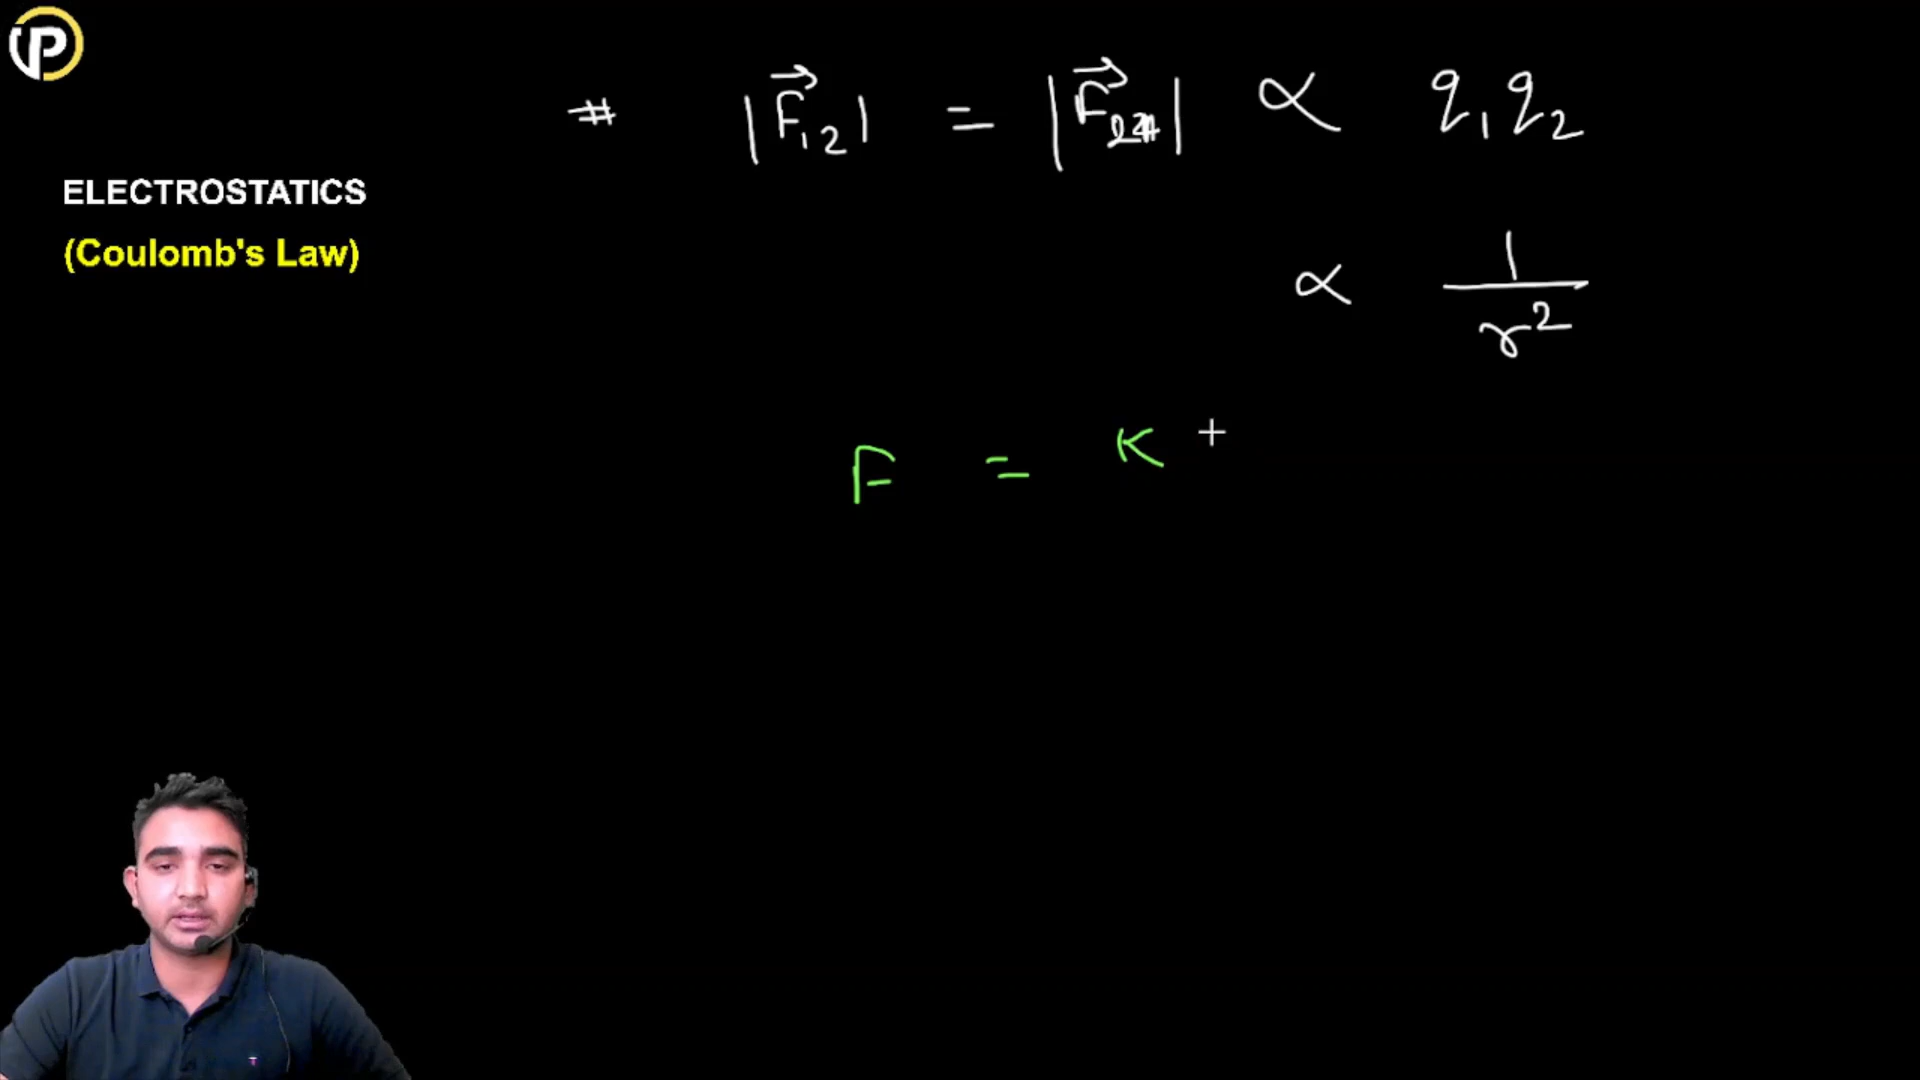 # |F⃗₁₂| = |F⃗₂₁| ∝ q₁q₂
ELECTROSTATICS
(Coulomb's Law)
∝ 1/r²
F = K